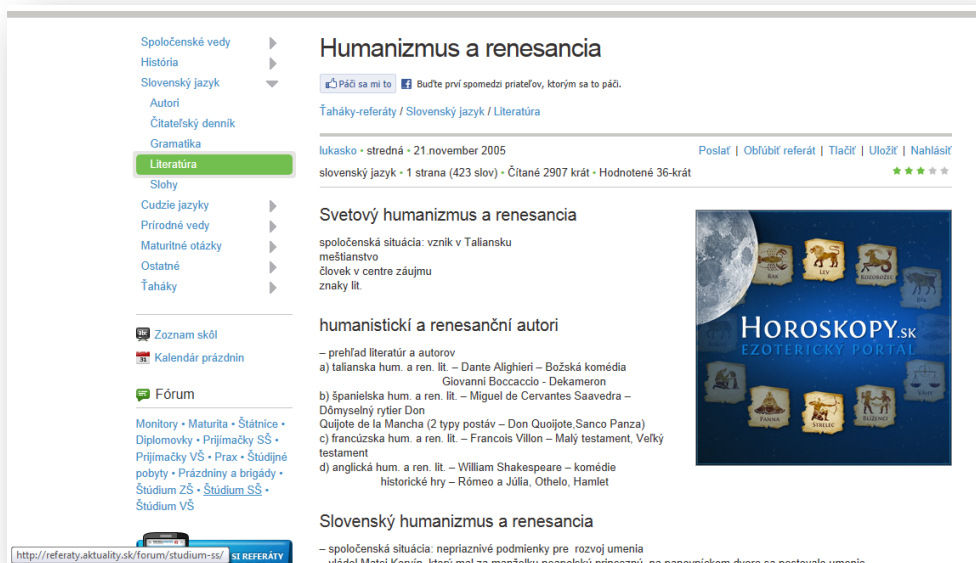 Spoločenské vedy
História
Slovenský jazyk
Autori
Čitateľský denník
Gramatika
Literatúra
Slohy
Cudzie jazyky
Prírodné vedy
Maturitné otázky
Ostatné
Ťaháky
Zoznam škôl
31
Kalendár prázdnin
Fórum
Monitory • Maturita • Štátnice •
Diplomovky • Prijímačky SŠ •
Prijímačky VŠ • Prax • Štúdijné
pobyty • Prázdniny a brigády •
Štúdium ZŠ • Štúdium SŠ •
Štúdium VŠ
SI REFERÁTY
http://referaty.aktuality.sk/forum/studium-ss/
Humanizmus a renesancia
Páči sa mi to Buďte prví spomedzi priateľov, ktorým sa to páči.
Ťaháky-referáty / Slovenský jazyk / Literatúra
lukasko • stredná • 21.november 2005
Poslať | Obľúbiť referát | Tlačiť | Uložiť | Nahlásiť
slovenský jazyk • 1 strana (423 slov) • Čítané 2907 krát • Hodnotené 36-krát
Svetový humanizmus a renesancia
spoločenská situácia: vznik v Taliansku
meštianstvo
človek v centre záujmu
znaky lit.
humanistickí a renesanční autori
– prehľad literatúr a autorov
a) talianska hum. a ren. lit. – Dante Alighieri – Božská komédia
Giovanni Boccaccio - Dekameron
b) španielska hum. a ren. lit. – Miguel de Cervantes Saavedra –
Dômyselný rytier Don
Quijote de la Mancha (2 typy postáv – Don Quoijote,Sanco Panza)
c) francúzska hum. a ren. lit. – Francois Villon – Malý testament, Veľký
testament
d) anglická hum. a ren. lit. – William Shakespeare – komédie
historické hry – Rómeo a Júlia, Othelo, Hamlet
Slovenský humanizmus a renesancia
– spoločenská situácia: nepriaznivé podmienky pre rozvoj umenia
RAK
LEV
KOZOROŽEC
BÝK
HOROSKOPY.SK
EZOTERICKÝ PORTÁL
VÁHY
PANNA
STRELEC
BLÍŽENCI